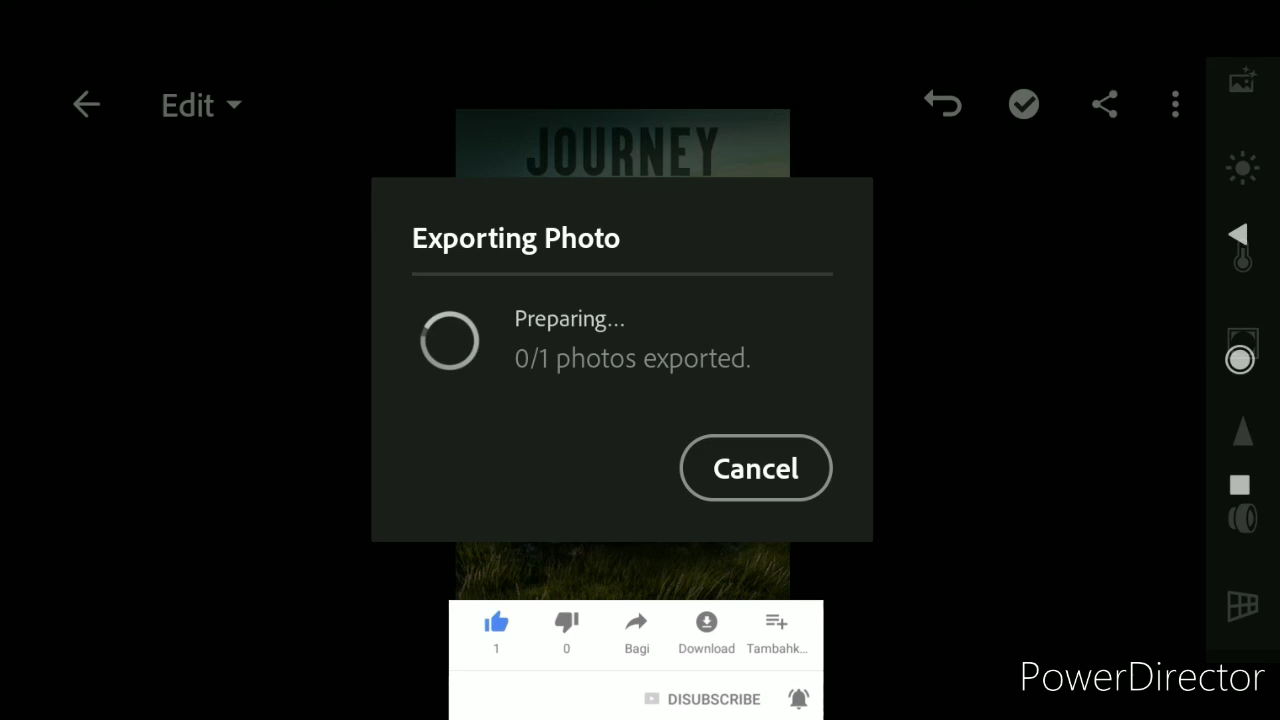 Edit
JOURNEY
Exporting Photo
Preparing...
0/1 photos exported.
Cancel
1 0 Bagi Download Tambahk...
DISUBSCRIBE
PowerDirector